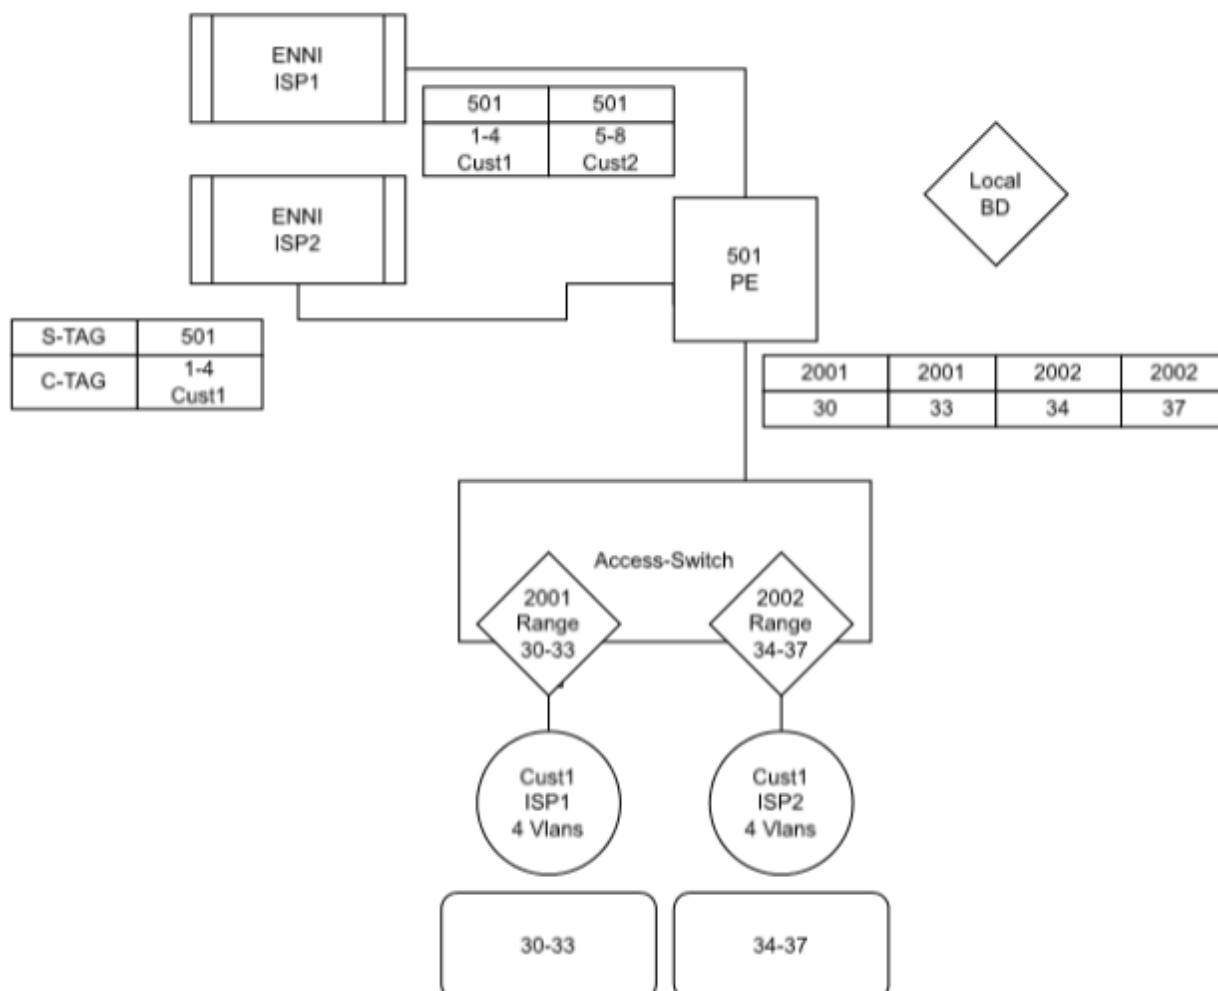 ENNI
ISP1
501 501
1-4 5-8
Cust1 Cust2
ENNI
ISP2
Local
BD
501
PE
S-TAG 501
C-TAG 1-4
Cust1
2001 2001 2002 2002
30 33 34 37
Access-Switch
2001 2002
Range Range
30-33 34-37
Cust1 Cust1
ISP1 ISP2
4 Vlans 4 Vlans
30-33 34-37